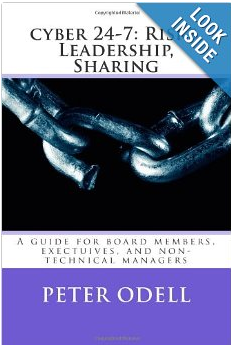 LOOK
INSIDE
cyber 24-7: Ris
Leadership,
Sharing
A guide for board members,
exectuives, and non-
technical managers
Peter Odell